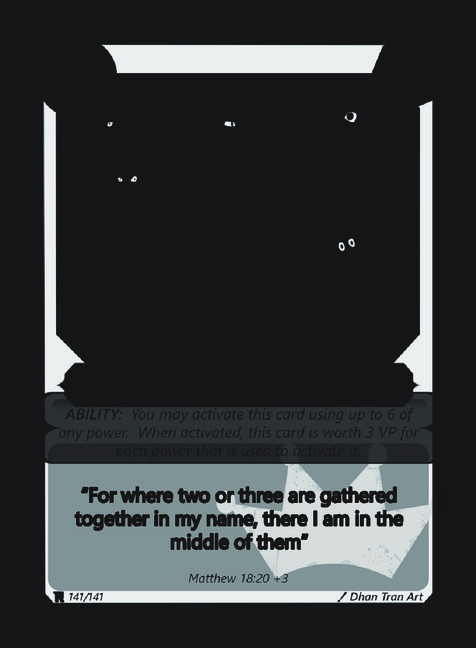 ABILITY: You may activate this card using up to 6 of
any power. When activated, this card is worth 3 VP for
each power that is used to activate it.
“For where two or three are gathered
together in my name, there I am in the
middle of them”
Matthew 18:20 +3
141/141
Dhan Tran Art